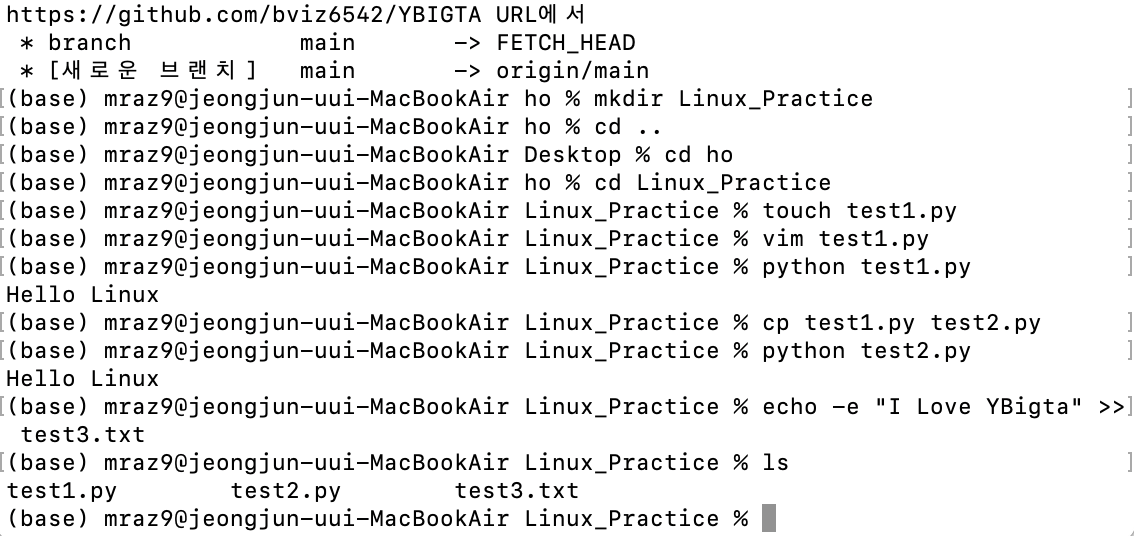 https://github.com/bviz6542/YBIGTA URL에서
 * branch            main       -> FETCH_HEAD
 * [새로운 브랜치]   main       -> origin/main
[(base) mraz9@jeongjun-uui-MacBookAir ho % mkdir Linux_Practice ]
[(base) mraz9@jeongjun-uui-MacBookAir ho % cd .. ]
[(base) mraz9@jeongjun-uui-MacBookAir Desktop % cd ho ]
[(base) mraz9@jeongjun-uui-MacBookAir ho % cd Linux_Practice ]
[(base) mraz9@jeongjun-uui-MacBookAir Linux_Practice % touch test1.py ]
[(base) mraz9@jeongjun-uui-MacBookAir Linux_Practice % vim test1.py ]
[(base) mraz9@jeongjun-uui-MacBookAir Linux_Practice % python test1.py ]
Hello Linux
[(base) mraz9@jeongjun-uui-MacBookAir Linux_Practice % cp test1.py test2.py ]
[(base) mraz9@jeongjun-uui-MacBookAir Linux_Practice % python test2.py ]
Hello Linux
[(base) mraz9@jeongjun-uui-MacBookAir Linux_Practice % echo -e "I Love YBigta" >>]
 test3.txt
[(base) mraz9@jeongjun-uui-MacBookAir Linux_Practice % ls ]
test1.py        test2.py        test3.txt
(base) mraz9@jeongjun-uui-MacBookAir Linux_Practice %